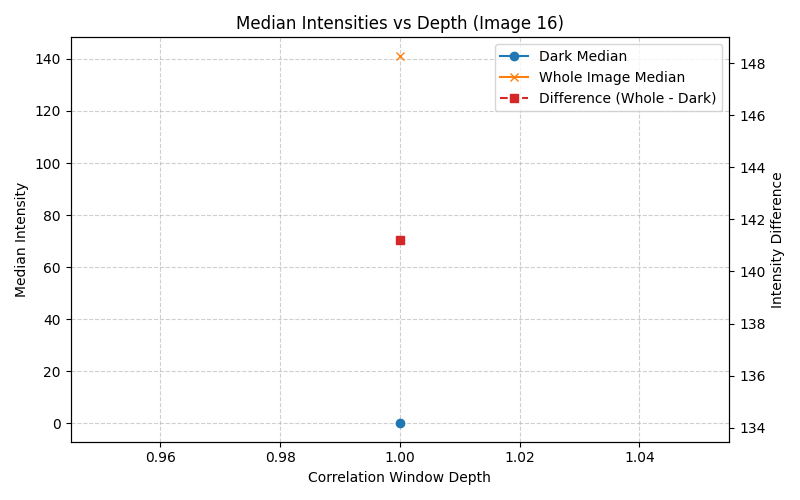 Median Intensities vs Depth (Image 16)
Dark Median
Whole Image Median
Difference (Whole - Dark)
Median Intensity
140
120
100
80
60
40
20
0
148
146
144
142
140
138
136
134
Intensity Difference
0.96 0.98 1.00 1.02 1.04
Correlation Window Depth